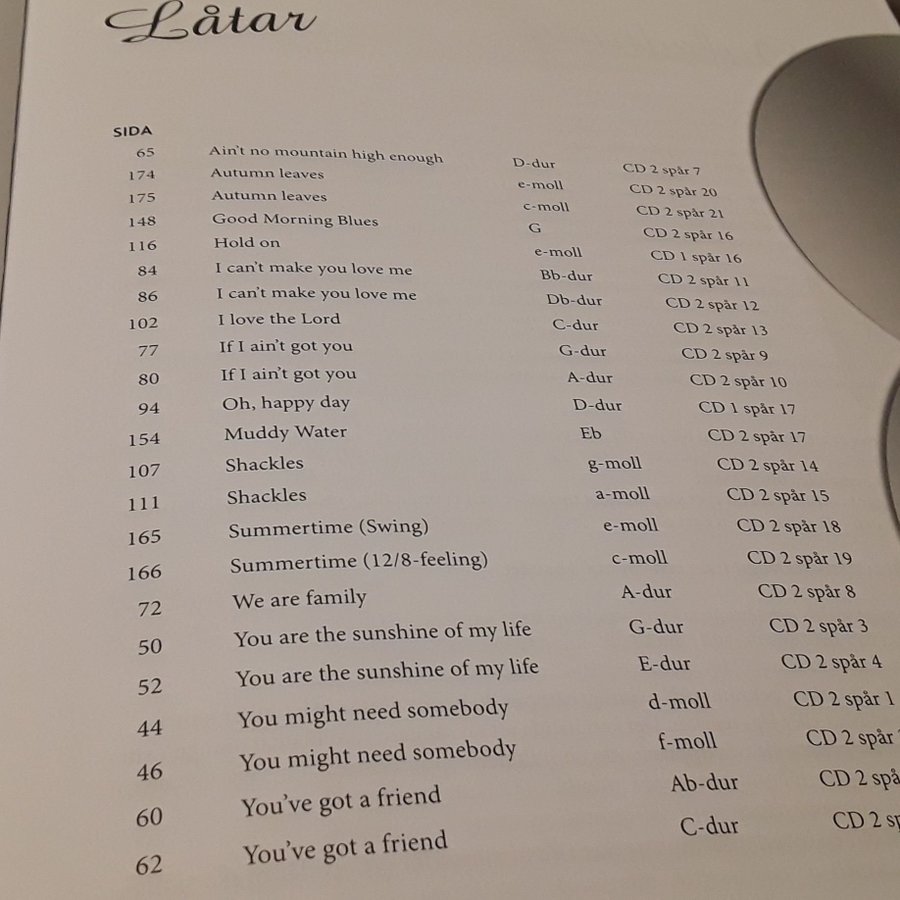 Låtar
SIDA
65 Ain't no mountain high enough D-dur CD 2 spår 7
174 Autumn leaves e-moll CD 2 spår 20
175 Autumn leaves c-moll CD 2 spår 21
148 Good Morning Blues G CD 2 spår 16
116 Hold on e-moll CD 1 spår 16
84 I can't make you love me Bb-dur CD 2 spår 11
86 I can't make you love me Db-dur CD 2 spår 12
102 I love the Lord C-dur CD 2 spår 13
77 If I ain't got you G-dur CD 2 spår 9
80 If I ain't got you A-dur CD 2 spår 10
94 Oh, happy day D-dur CD 1 spår 17
154 Muddy Water Eb CD 2 spår 17
107 Shackles g-moll CD 2 spår 14
111 Shackles a-moll CD 2 spår 15
165 Summertime (Swing) e-moll CD 2 spår 18
166 Summertime (12/8-feeling) c-moll CD 2 spår 19
72 We are family A-dur CD 2 spår 8
50 You are the sunshine of my life G-dur CD 2 spår 3
52 You are the sunshine of my life E-dur CD 2 spår 4
44 You might need somebody d-moll CD 2 spår 1
46 You might need somebody f-moll CD 2 spår
60 You've got a friend Ab-dur CD 2
62 You've got a friend C-dur CD 2